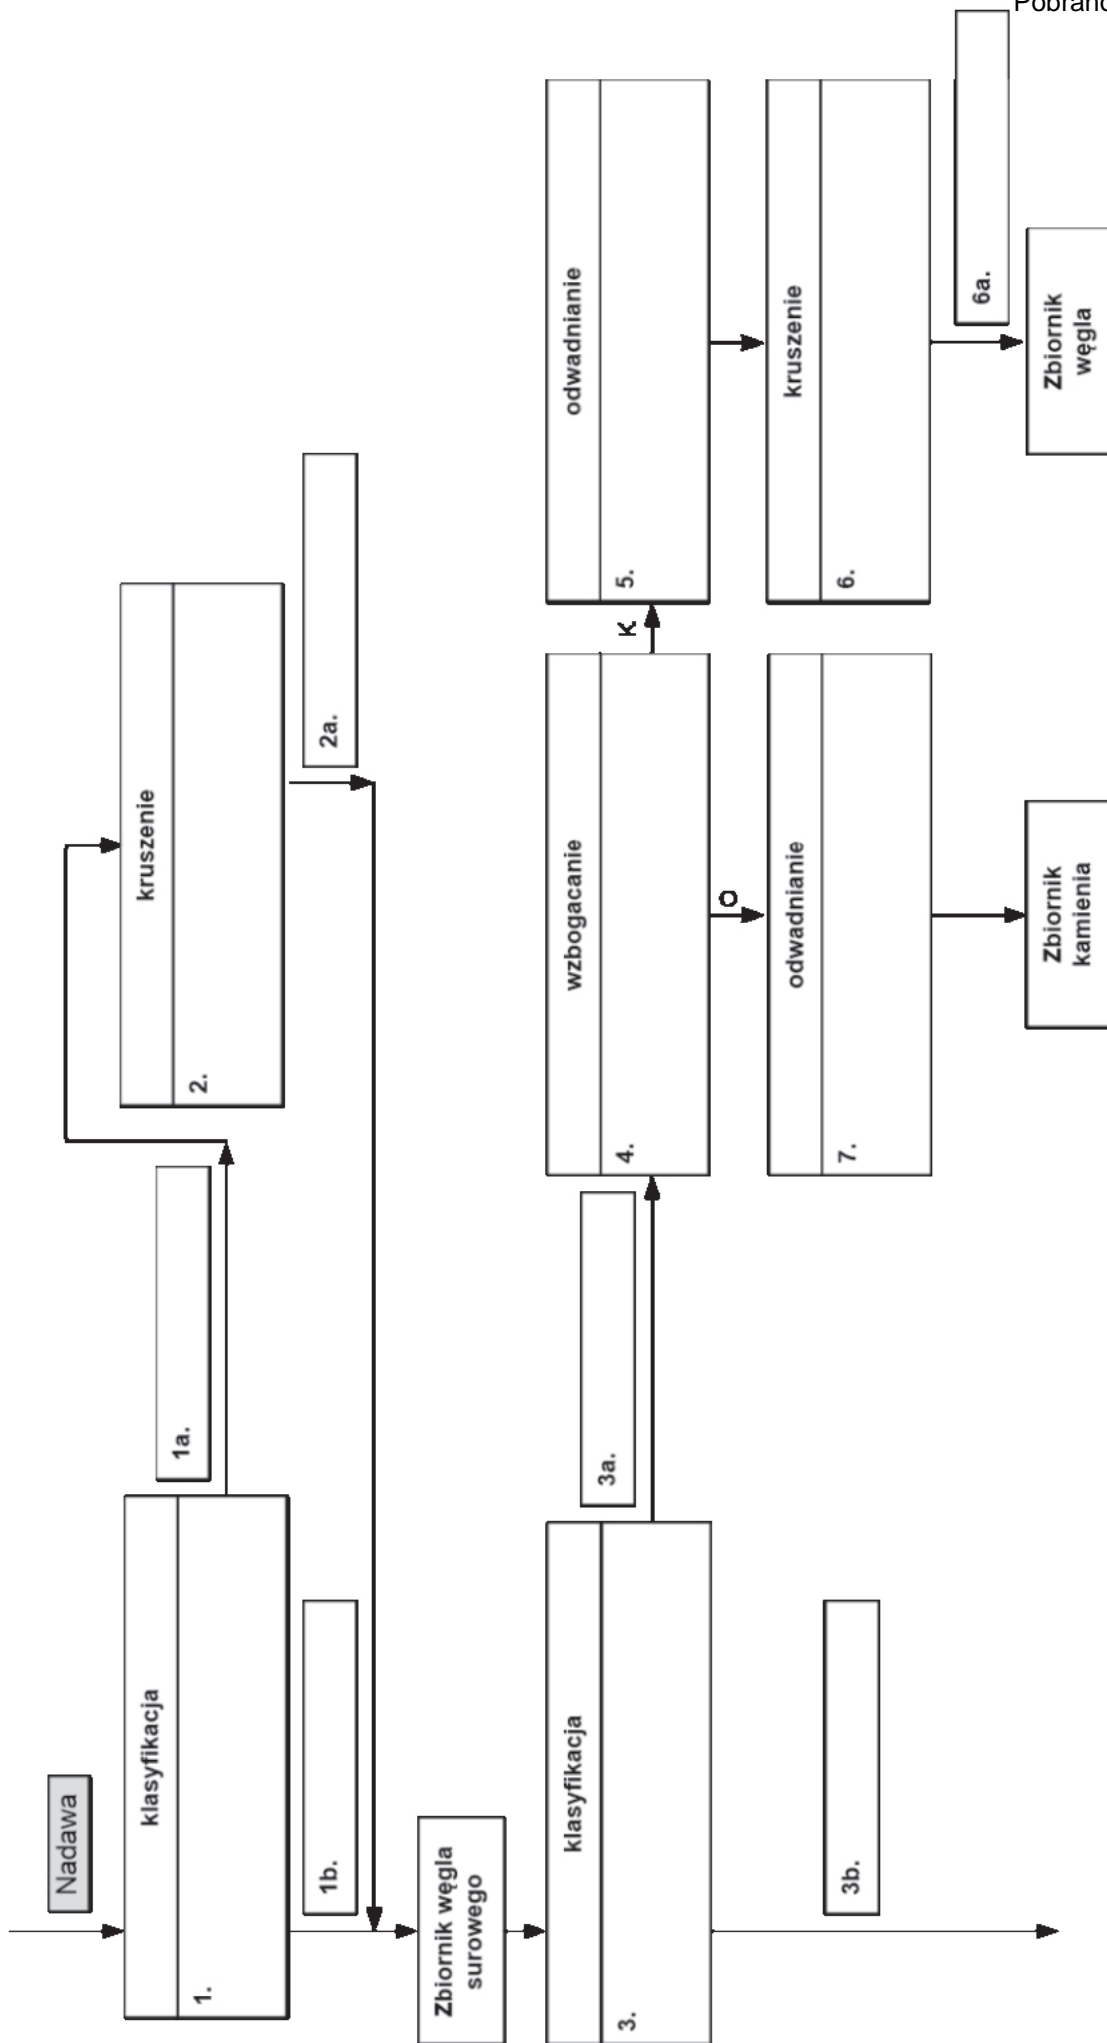 Pobrano
Nadawa
klasyfikacja
1.
1a.
kruszenie
2.
1b.
2a.
Zbiornik węgla
surowego
klasyfikacja
3.
3a.
wzbogacanie
4.
K
odwadnianie
5.
O
odwadnianie
7.
kruszenie
6.
3b.
6a.
Zbiornik
kamienia
Zbiornik
węgla